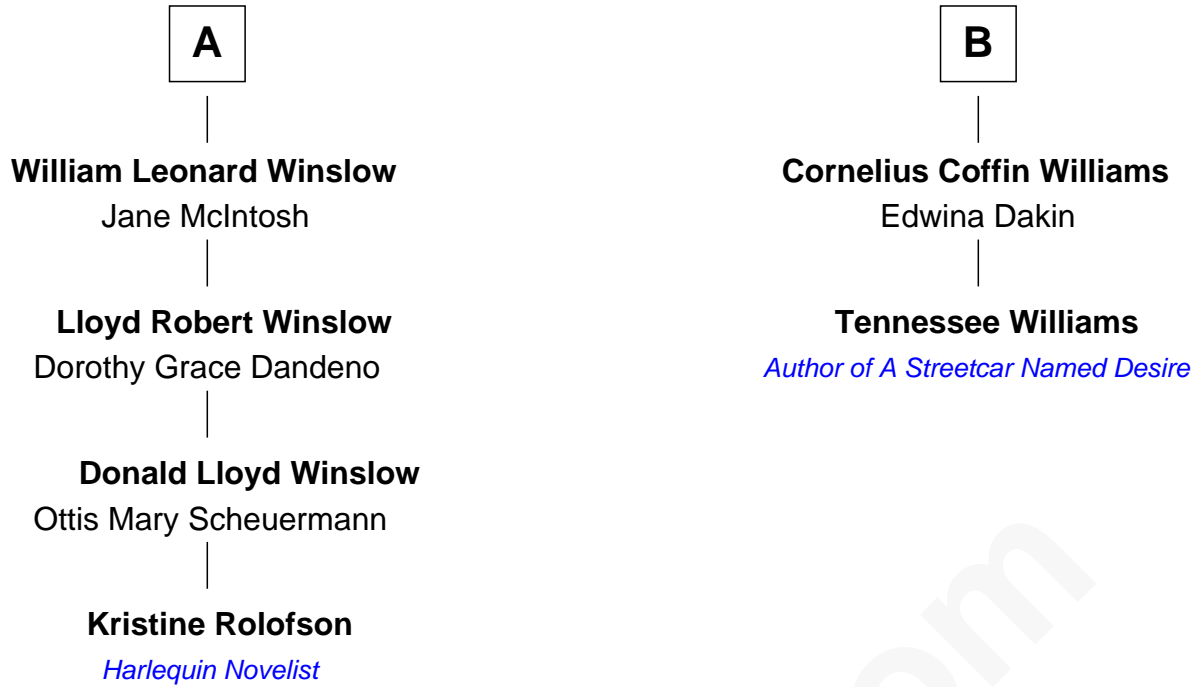 A
William Leonard Winslow
Jane McIntosh
Lloyd Robert Winslow
Dorothy Grace Dandeno
Donald Lloyd Winslow
Ottis Mary Scheuermann
Kristine Rolofson
Harlequin Novelist
B
Cornelius Coffin Williams
Edwina Dakin
Tennessee Williams
Author of A Streetcar Named Desire
om